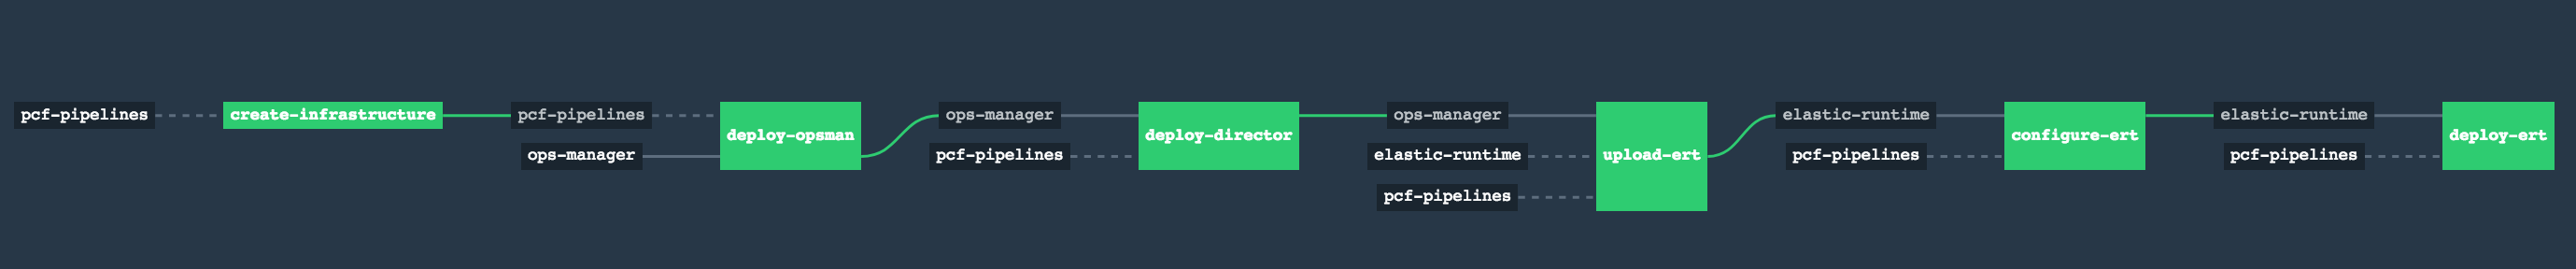 pcf-pipelines
create-infrastructure
pcf-pipelines
ops-manager
deploy-opsman
ops-manager
pcf-pipelines
deploy-director
ops-manager
elastic-runtime
pcf-pipelines
upload-ert
elastic-runtime
pcf-pipelines
configure-ert
elastic-runtime
pcf-pipelines
deploy-ert